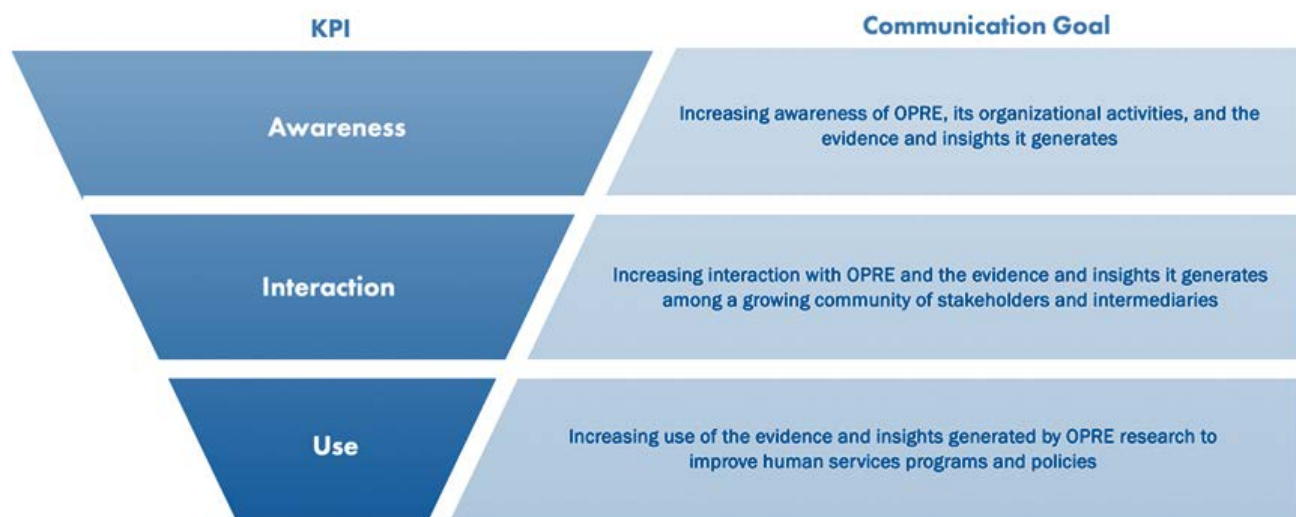 KPI
Communication Goal
Awareness
Increasing awareness of OPRE, its organizational activities, and the
evidence and insights it generates
Interaction
Increasing interaction with OPRE and the evidence and insights it generates
among a growing community of stakeholders and intermediaries
Use
Increasing use of the evidence and insights generated by OPRE research to
improve human services programs and policies